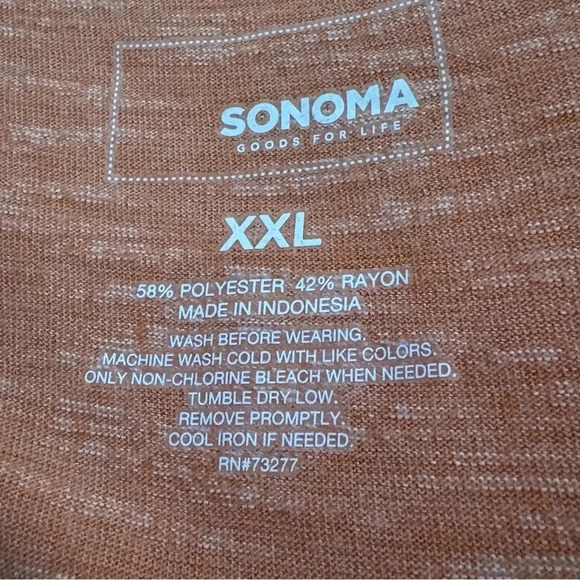 SONOMA
GOODS FOR LIFE
XXL
58% POLYESTER 42% RAYON
MADE IN INDONESIA
WASH BEFORE WEARING.
MACHINE WASH COLD WITH LIKE COLORS.
ONLY NON-CHLORINE BLEACH WHEN NEEDED.
TUMBLE DRY LOW.
REMOVE PROMPTLY.
COOL IRON IF NEEDED.
RN#73277